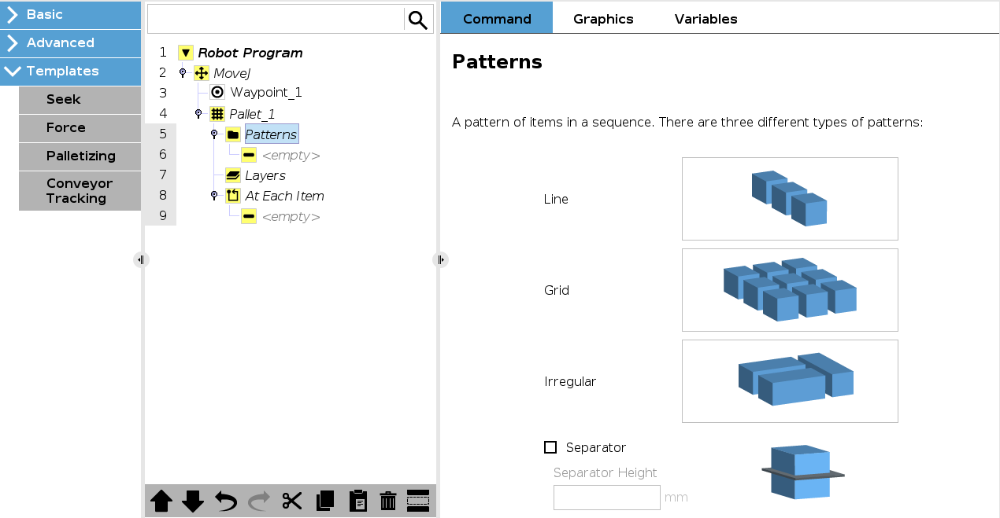 Basic
Advanced
Templates
Seek
Force
Palletizing
Conveyor
Tracking
1 Robot Program
2 MoveJ
3 Waypoint_1
4 Pallet_1
5 Patterns
6 <empty>
7 Layers
8 At Each Item
9 <empty>
Command Graphics Variables
Patterns
A pattern of items in a sequence. There are three different types of patterns:
Line
Grid
Irregular
Separator
Separator Height
mm